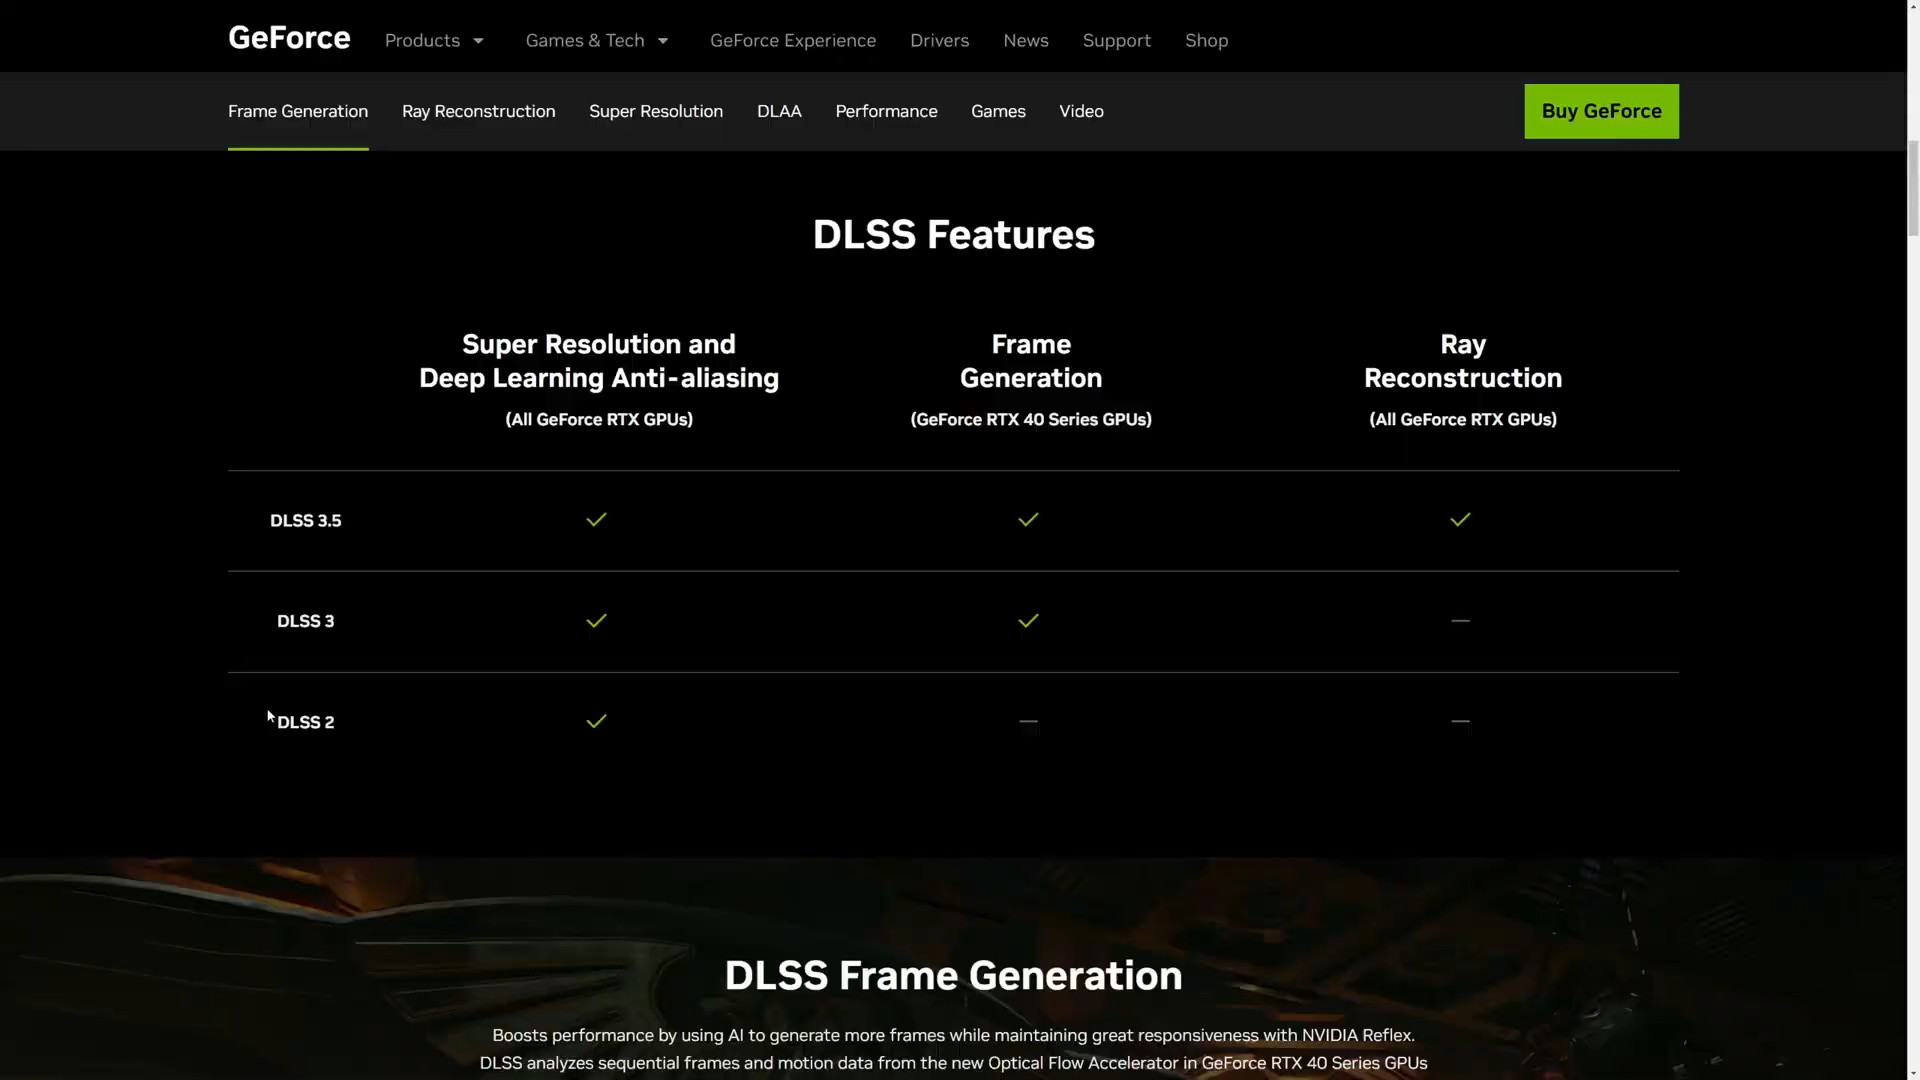 GeForce Products Games & Tech GeForce Experience Drivers News Support Shop
Frame Generation Ray Reconstruction Super Resolution DLAA Performance Games Video Buy GeForce
DLSS Features
Super Resolution and
Deep Learning Anti-aliasing
(All GeForce RTX GPUs)
Frame
Generation
(GeForce RTX 40 Series GPUs)
Ray
Reconstruction
(All GeForce RTX GPUs)
DLSS 3.5
DLSS 3
DLSS 2
DLSS Frame Generation
Boosts performance by using AI to generate more frames while maintaining great responsiveness with NVIDIA Reflex.
DLSS analyzes sequential frames and motion data from the new Optical Flow Accelerator in GeForce RTX 40 Series GPUs